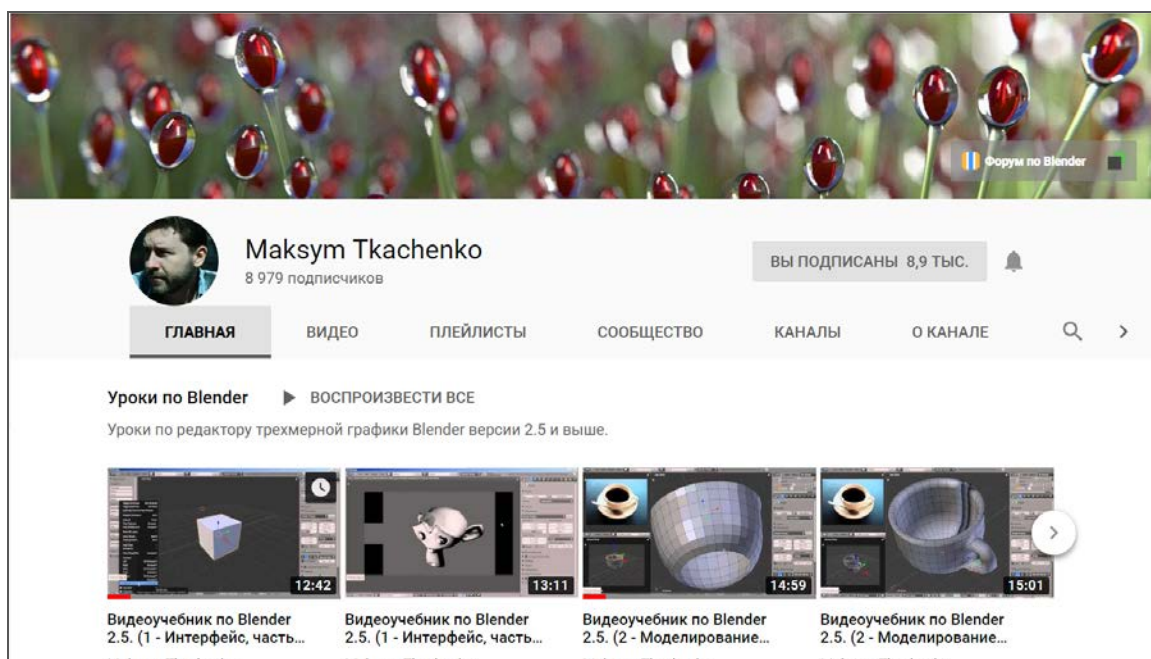 Форум по Blender
Maksym Tkachenko
8 979 подписчиков
ВЫ ПОДПИСАНЫ 8,9 ТЫС.
ГЛАВНАЯ
ВИДЕО
ПЛЕЙЛИСТЫ
СООБЩЕСТВО
КАНАЛЫ
О КАНАЛЕ
Уроки по Blender
ВОСПРОИЗВЕСТИ ВСЕ
Уроки по редактору трехмерной графики Blender версии 2.5 и выше.
12:42
13:11
14:59
15:01
Видеоучебник по Blender
2.5. (1 - Интерфейс, часть...
Видеоучебник по Blender
2.5. (1 - Интерфейс, часть...
Видеоучебник по Blender
2.5. (2 - Моделирование...
Видеоучебник по Blender
2.5. (2 - Моделирование...